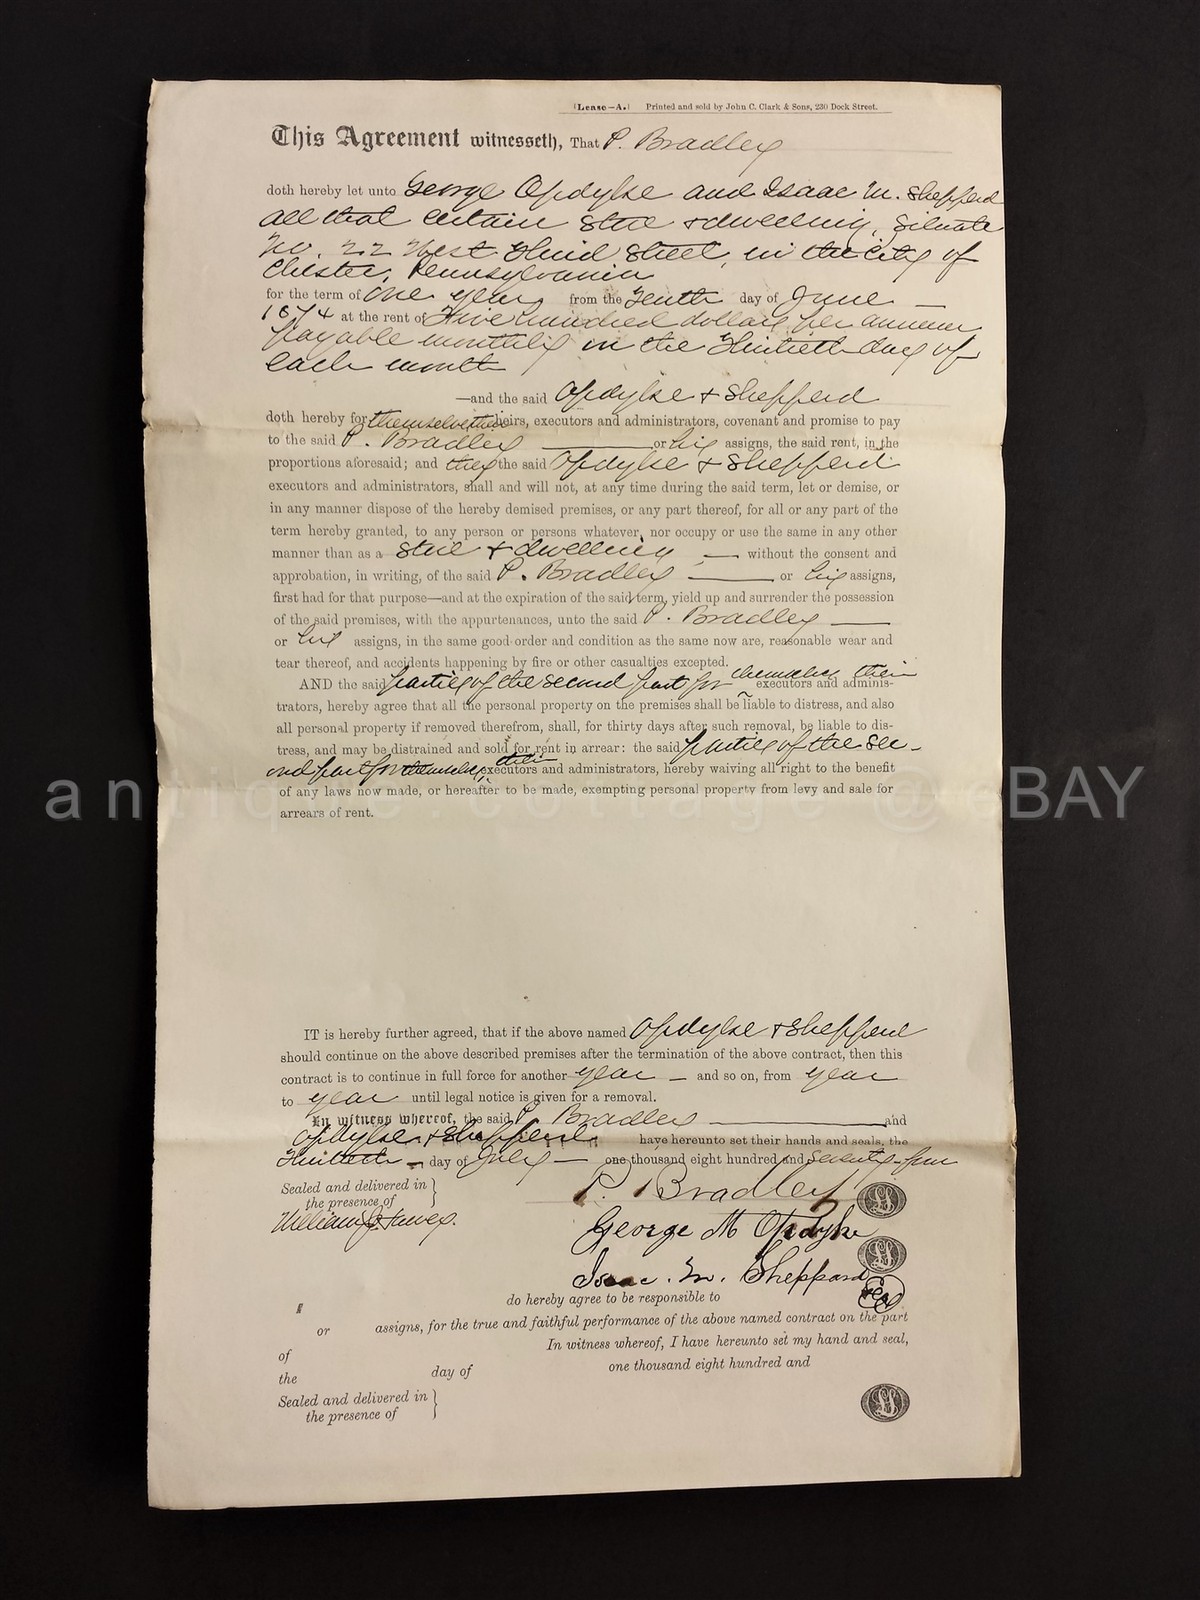 (Lease—A.) Printed and sold by John C. Clark & Sons, 230 Dock Street.
This Agreement witnesseth, That P. Bradley
doth hereby let unto George Opdylse and Isaac M. Shepperd
all that certain Store & dwelling, Situate
No. 22 West Third Street, in the City of
Chester, Pennsylvania
for the term of One year, from the Tenth day of June —
1874 at the rent of Five hundred dollars per annum
payable monthly on the Thirtieth day of
each month
—and the said Opdylse & Shepperd
doth hereby for themselves their heirs, executors and administrators, covenant and promise to pay
to the said P. Bradley or his assigns, the said rent, in the
proportions aforesaid; and they the said Opdylse & Shepperd
executors and administrators, shall and will not, at any time during the said term, let or demise, or
in any manner dispose of the hereby demised premises, or any part thereof, for all or any part of the
term hereby granted, to any person or persons whatever, nor occupy or use the same in any other
manner than as a Store & dwelling — without the consent and
approbation, in writing, of the said P. Bradley or his assigns,
first had for that purpose—and at the expiration of the said term, yield up and surrender the possession
of the said premises, with the appurtenances, unto the said P. Bradley —
or his assigns, in the same good order and condition as the same now are, reasonable wear and
tear thereof, and accidents happening by fire or other casualties excepted.
AND the said parties of the second part for themselves their executors and adminis-
trators, hereby agree that all the personal property on the premises shall be liable to distress, and also
all personal property if removed therefrom, shall, for thirty days after such removal, be liable to dis-
tress, and may be distrained and sold for rent in arrear: the said parties of the sec-
ond part for themselves, their executors and administrators, hereby waiving all right to the benefit
of any laws now made, or hereafter to be made, exempting personal property from levy and sale for
arrears of rent.
antique.cottage@eBAY
IT is hereby further agreed, that if the above named Opdylse & Shepperd
should continue on the above described premises after the termination of the above contract, then this
contract is to continue in full force for another year — and so on, from year
to year until legal notice is given for a removal.
In witness whereof, the said P. Bradley and
Opdylse & Shepperd have hereunto set their hands and seals, the
Thirtieth — day of July — one thousand eight hundred and Seventy-four
Sealed and delivered in
the presence of
William
P. Bradley
George M Opdyke
Isaac. M. Sheppard Seal
do hereby agree to be responsible to
or assigns, for the true and faithful performance of the above named contract on the part
of In witness whereof, I have hereunto set my hand and seal,
the day of one thousand eight hundred and
Sealed and delivered in
the presence of